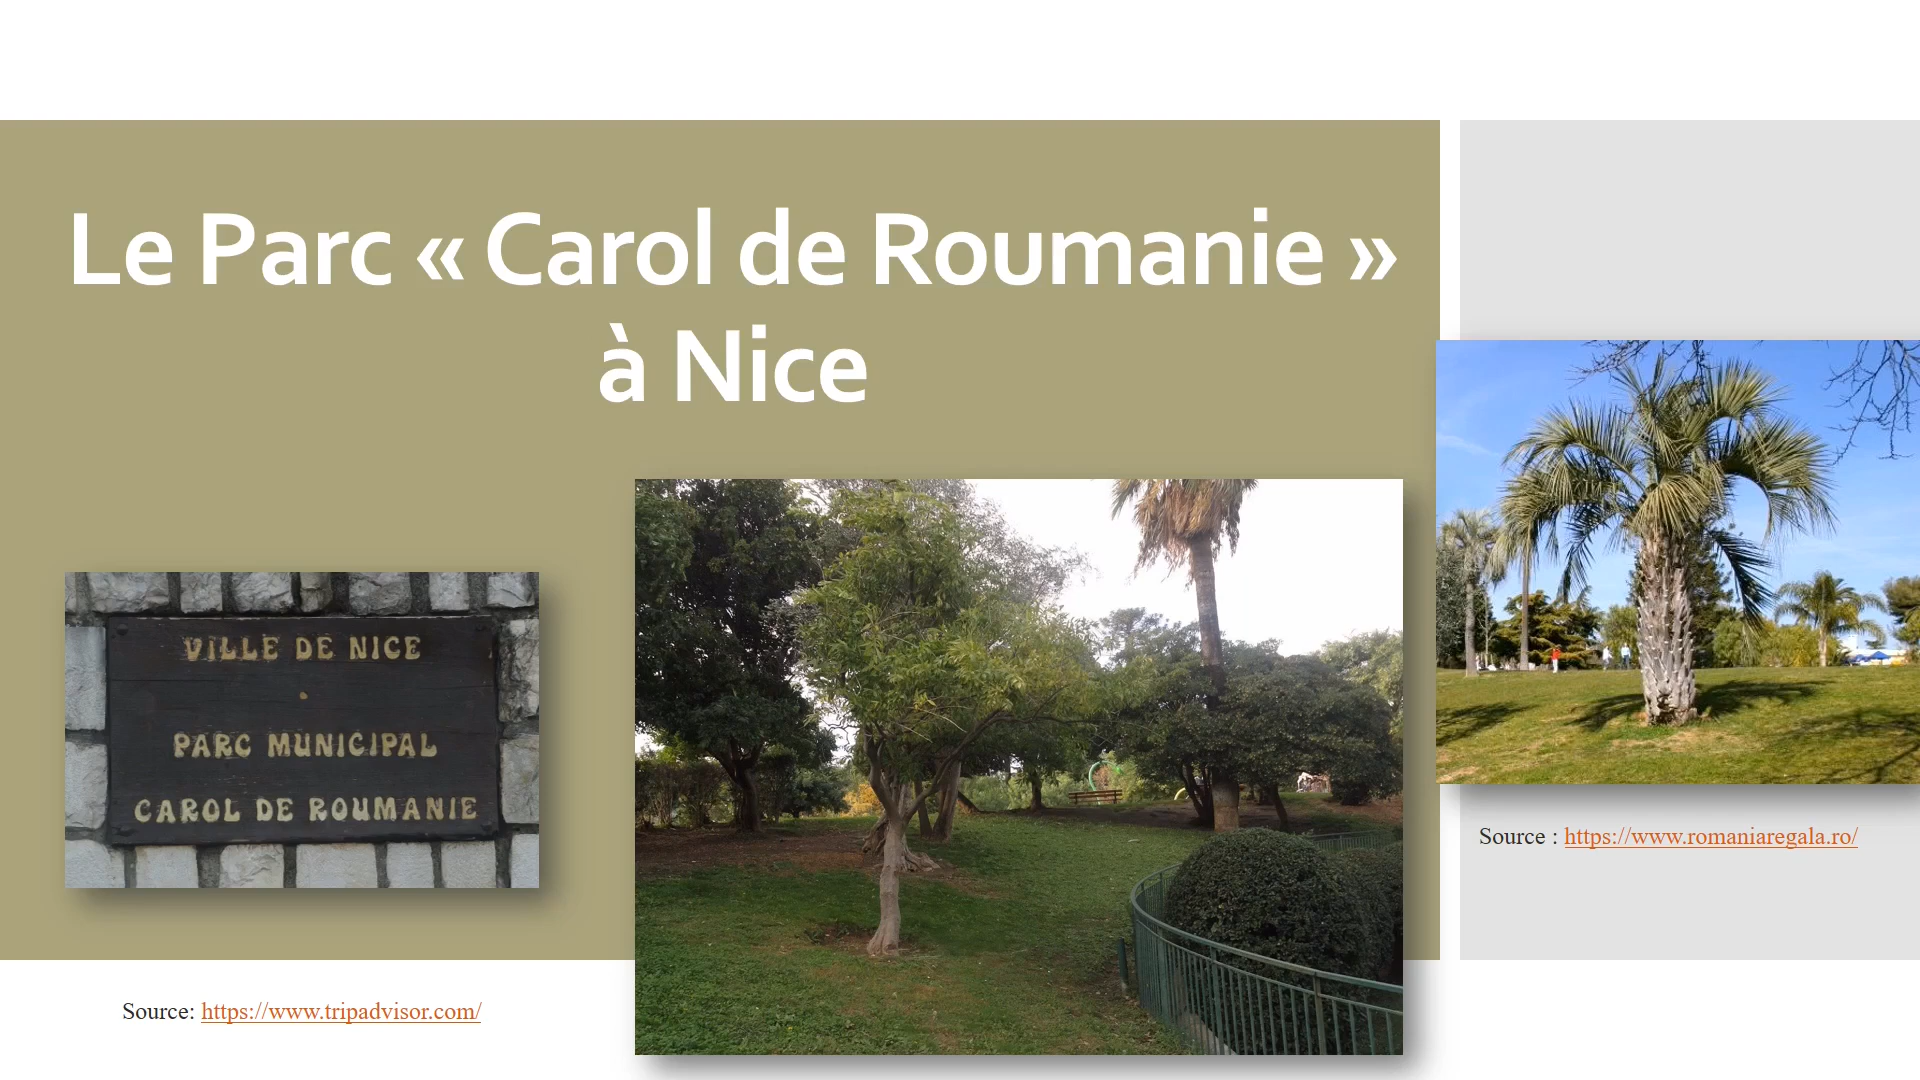 Le Parc « Carol de Roumanie »
à Nice
VILLE DE NICE
PARC MUNICIPAL
CAROL DE ROUMANIE
Source : https://www.romaniaregala.ro/
Source: https://www.tripadvisor.com/